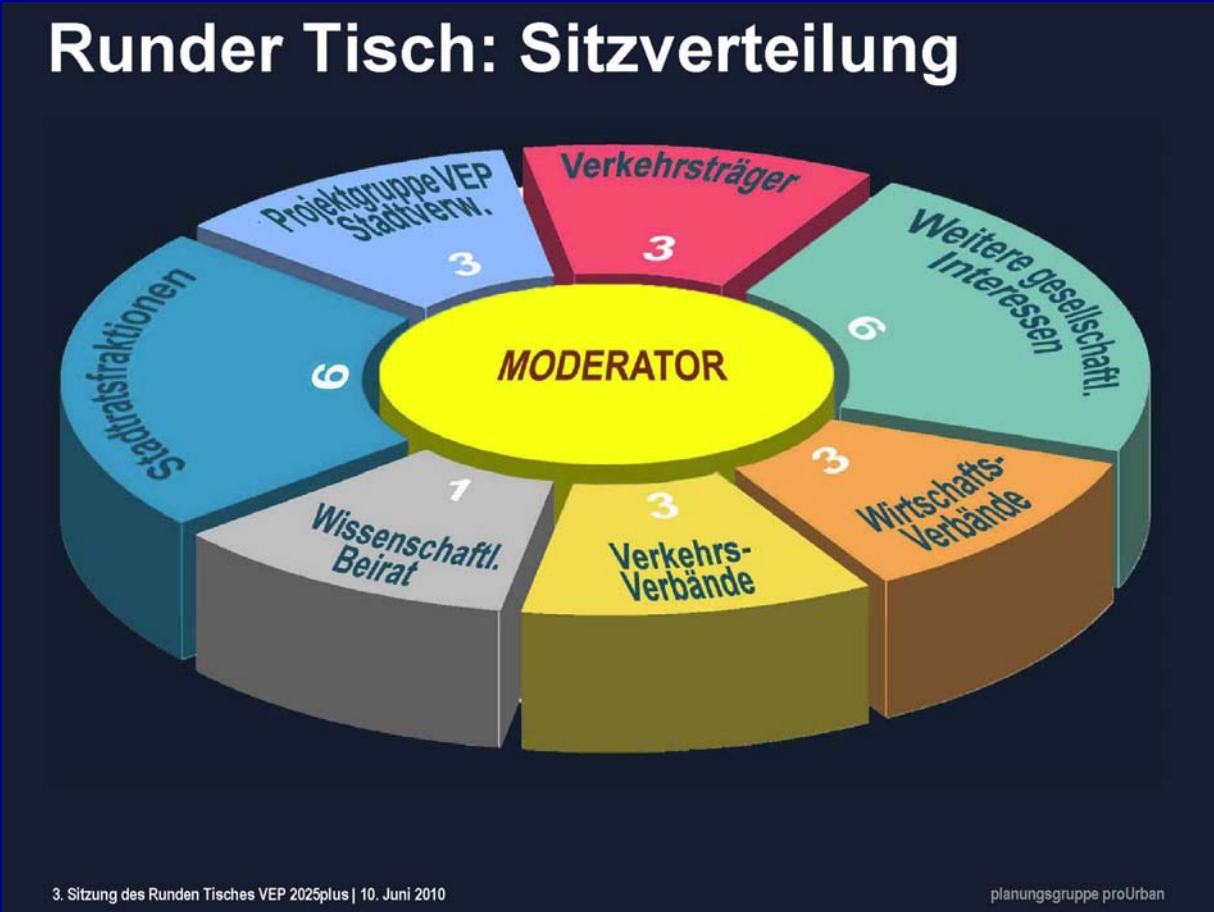 Runder Tisch: Sitzverteilung
Projektgruppe VEP
Stadtverw.
3
Verkehrsträger
3
Weitere gesellschaftl.
Interessen
6
Stadtratsfraktionen
6
MODERATOR
Wirtschafts-
Verbände
3
1
Wissenschaftl.
Beirat
3
Verkehrs-
Verbände
3. Sitzung des Runden Tisches VEP 2025plus | 10. Juni 2010
planungsgruppe proUrban